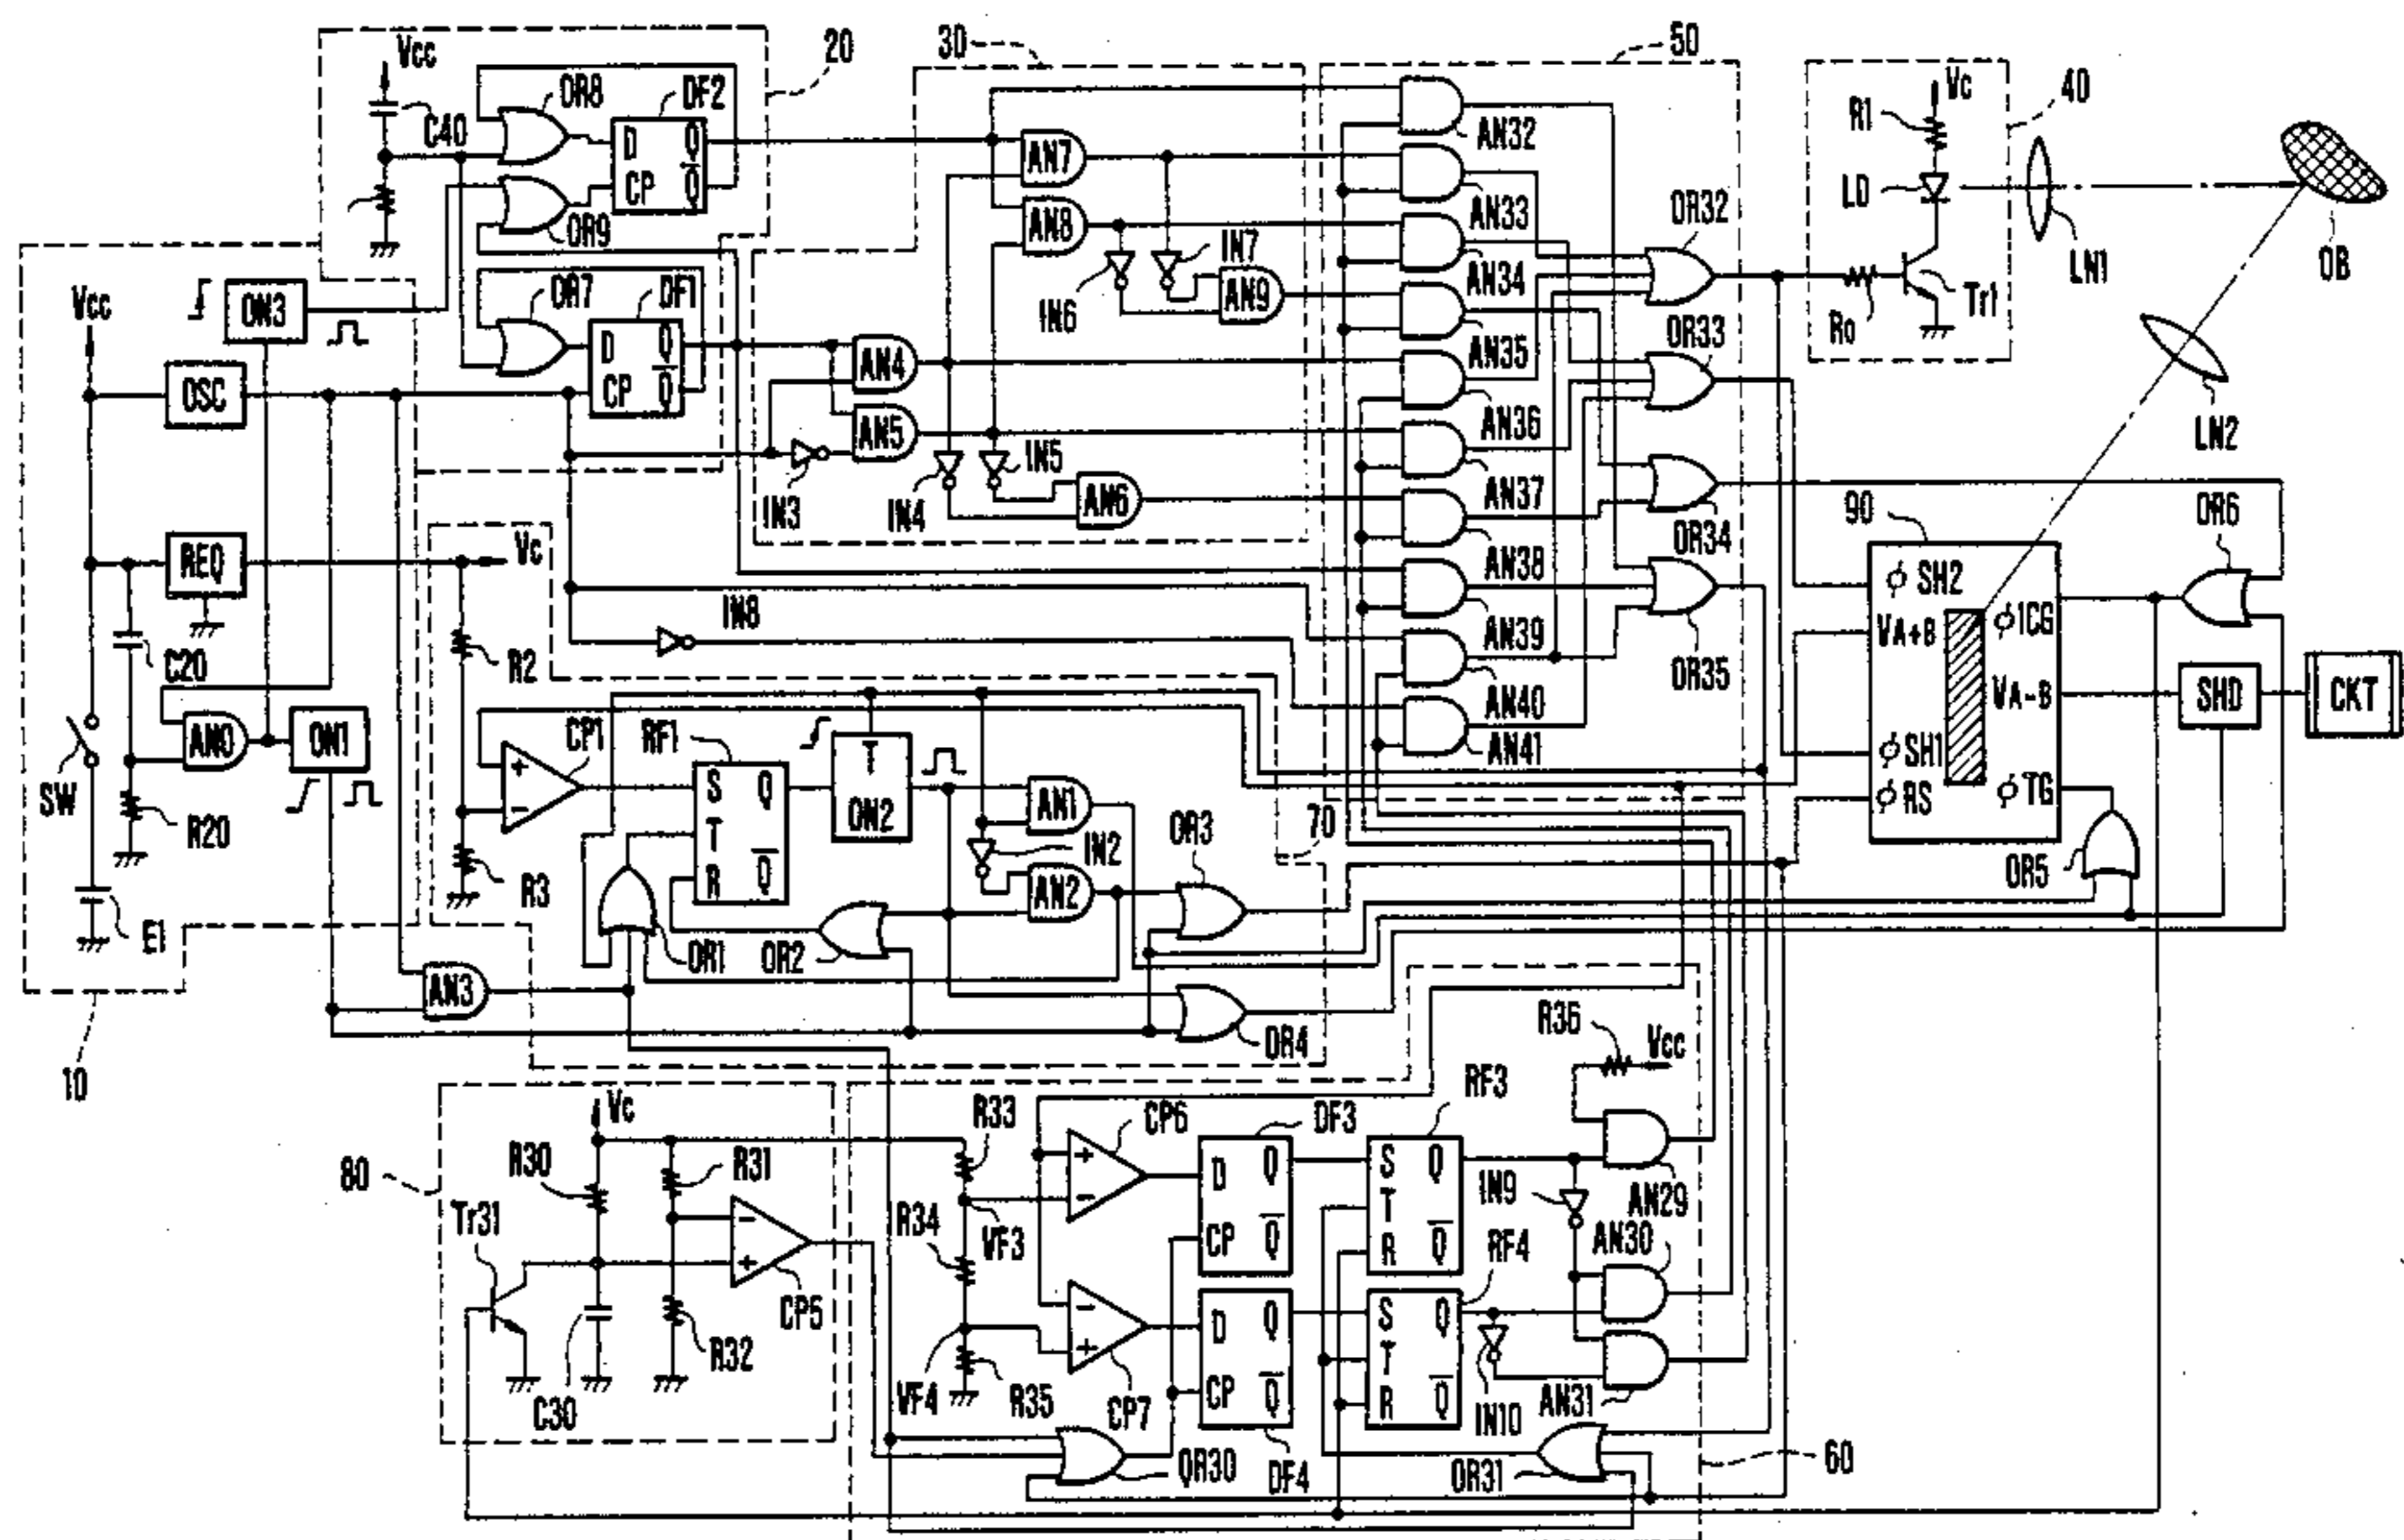 Vcc
C40
OR8
DF2
20
D Q
CP Q
OR9
OR7
DF1
D Q
CP Q
Vcc
ON3
OSC
REQ
Vc
C20
R2
R3
R20
SW
E1
AN0
ON1
10
AN3
30
AN7
AN8
IN6
IN7
AN9
AN4
AN5
IN3
IN4
IN5
AN6
IN8
50
AN32
AN33
AN34
AN35
AN36
AN37
AN38
AN39
AN40
AN41
OR32
OR33
OR34
OR35
40
Vc
R1
LD
Ro
Tr1
LN1
OB
LN2
90
φ SH2
VA+B
φ ICG
VA-B
φ SH1
φ RS
φ TG
OR6
OR5
SHD
CKT
CP1
+
-
RF1
S Q
T
R Q
T
ON2
AN1
IN2
AN2
OR1
OR2
OR3
OR4
70
80
Vc
R30
R31
Tr31
C30
R32
-
+
CP5
R33
R34
VF3
VF4
R35
CP6
+
-
CP7
-
+
DF3
D Q
CP Q
DF4
D Q
CP Q
RF3
S Q
T
R Q
RF4
S Q
T
R Q
R36
Vcc
IN9
AN29
AN30
IN10
AN31
OR30
OR31
60